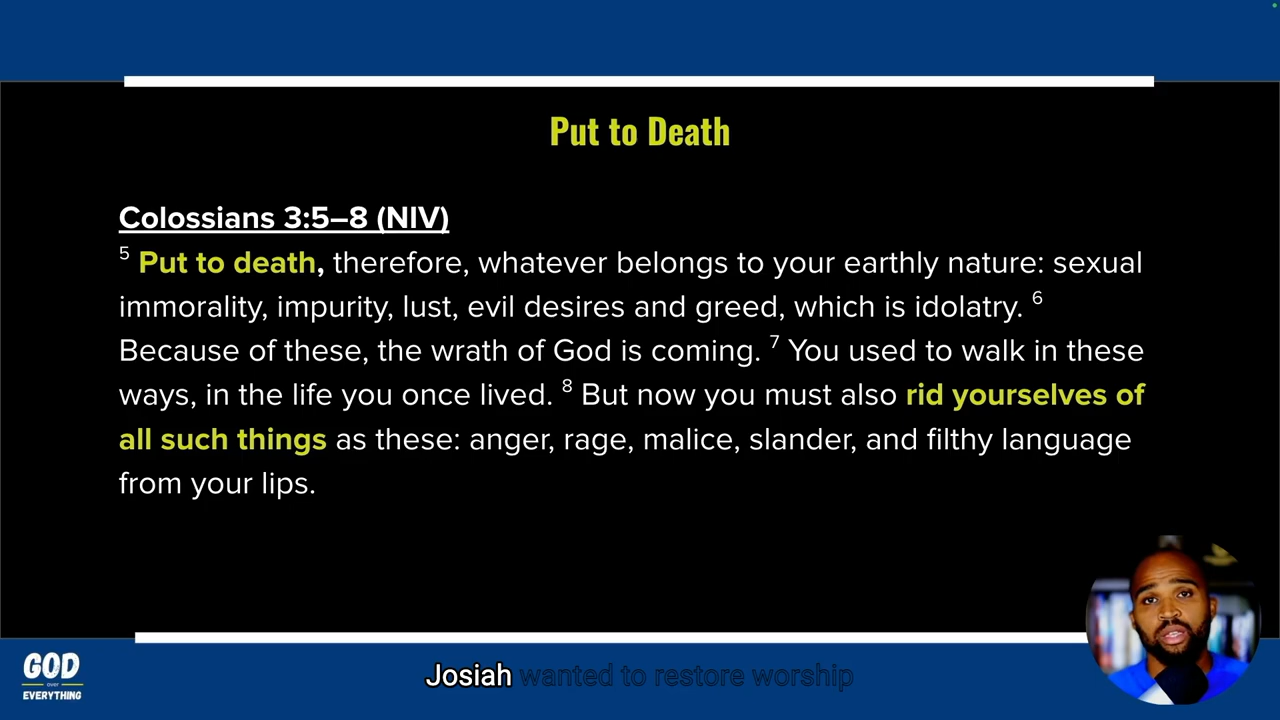 Put to Death
Colossians 3:5–8 (NIV)
5 Put to death, therefore, whatever belongs to your earthly nature: sexual
immorality, impurity, lust, evil desires and greed, which is idolatry. 6
Because of these, the wrath of God is coming. 7 You used to walk in these
ways, in the life you once lived. 8 But now you must also rid yourselves of
all such things as these: anger, rage, malice, slander, and filthy language
from your lips.
GOD
OVER
EVERYTHING
Josiah wanted to restore worship